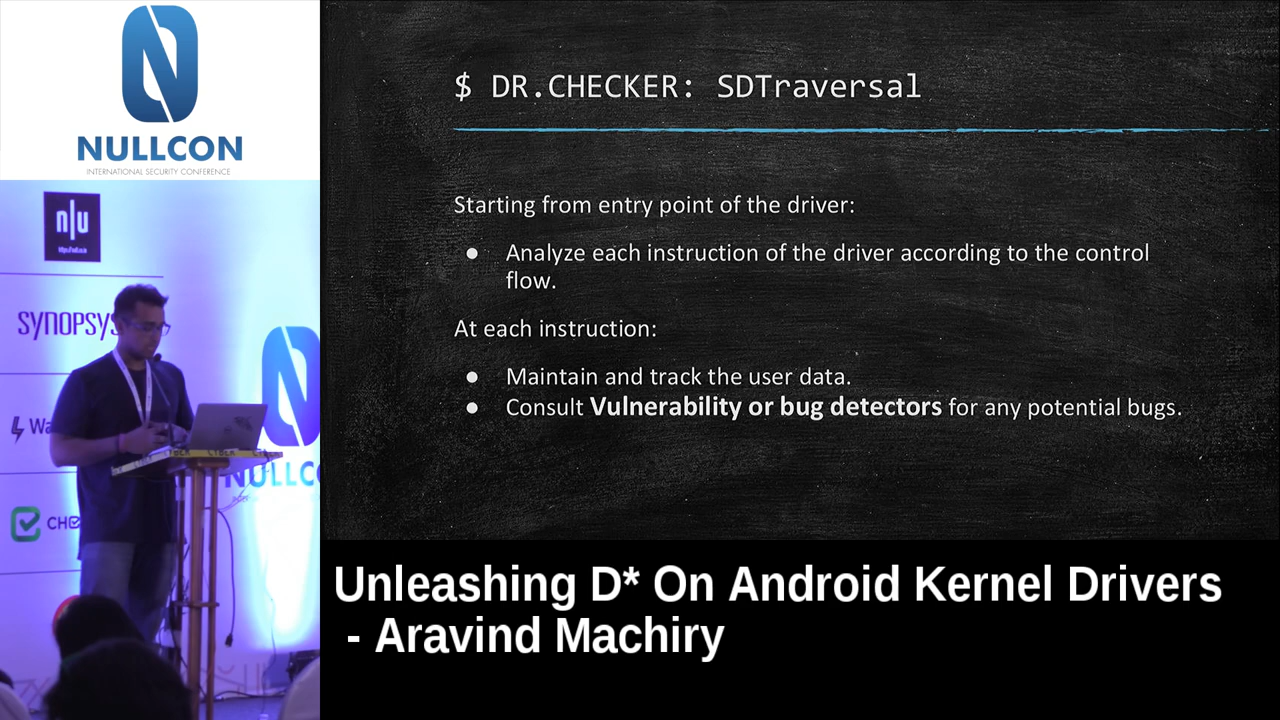 NULLCON
INTERNATIONAL SECURITY CONFERENCE
n|u
SYNOPSYS
Wa
CHE
NULLC
$ DR.CHECKER: SDTraversal
Starting from entry point of the driver:
● Analyze each instruction of the driver according to the control
flow.
At each instruction:
● Maintain and track the user data.
● Consult Vulnerability or bug detectors for any potential bugs.
Unleashing D* On Android Kernel Drivers
- Aravind Machiry